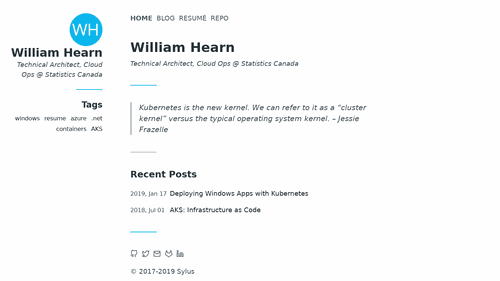 WH
William Hearn
Technical Architect, Cloud
Ops @ Statistics Canada
Tags
windows resume azure .net
containers AKS
HOME BLOG RESUMÉ REPO
William Hearn
Technical Architect, Cloud Ops @ Statistics Canada
Kubernetes is the new kernel. We can refer to it as a “cluster
kernel” versus the typical operating system kernel. – Jessie
Frazelle
Recent Posts
2019, Jan 17 Deploying Windows Apps with Kubernetes
2018, Jul 01 AKS: Infrastructure as Code
© 2017-2019 Sylus